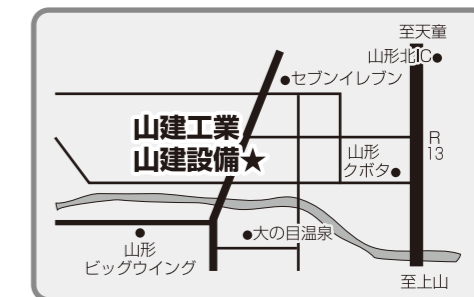 至天童
山形北IC
セブンイレブン
山建工業
山建設備★
R
13
山形
クボタ
大の目温泉
山形
ビッグウイング
至上山